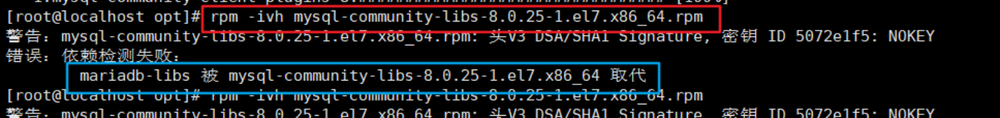 [root@localhost opt]# rpm -ivh mysql-community-libs-8.0.25-1.el7.x86_64.rpm
警告：mysql-community-libs-8.0.25-1.el7.x86_64.rpm: 头V3 DSA/SHA1 Signature, 密钥 ID 5072e1f5: NOKEY
错误：依赖检测失败：
mariadb-libs 被 mysql-community-libs-8.0.25-1.el7.x86_64 取代
[root@localhost opt]# rpm -ivh mysql-community-libs-8.0.25-1.el7.x86_64.rpm
警告：mysql-community-libs-8.0.25-1.el7.x86_64.rpm: 头V3 DSA/SHA1 Signature, 密钥 ID 5072e1f5: NOKEY